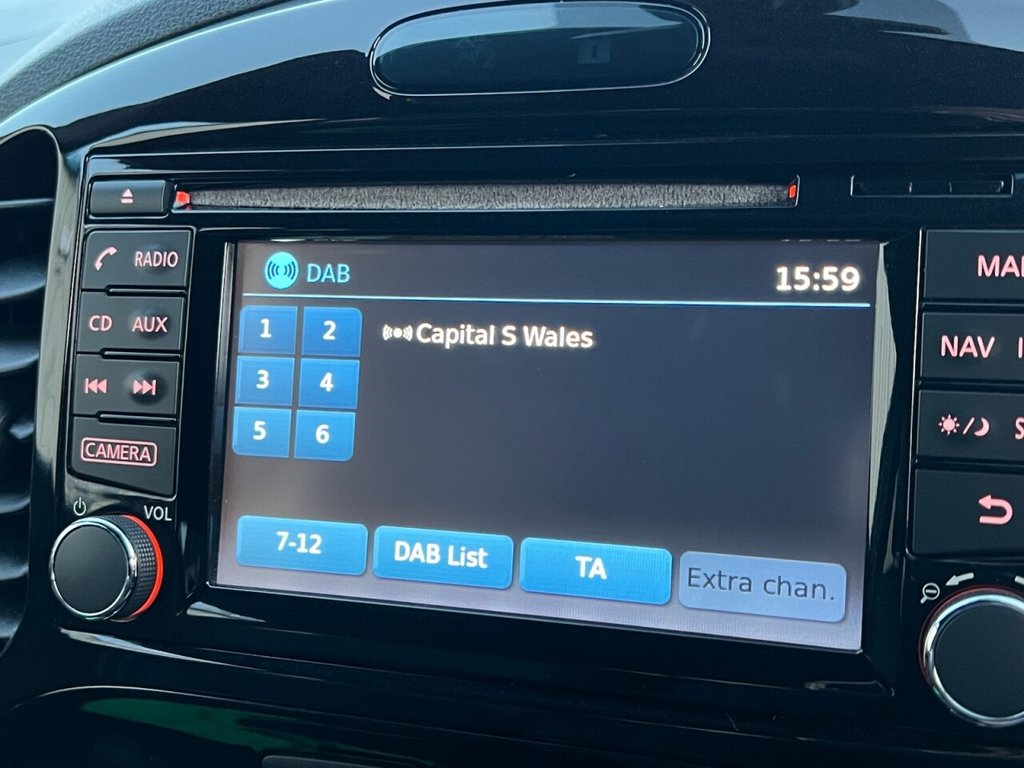 DAB
15:59
RADIO
CD AUX
CAMERA
VOL
1 2
3 4
5 6
Capital S Wales
7-12
DAB List
TA
Extra chan.
NAV